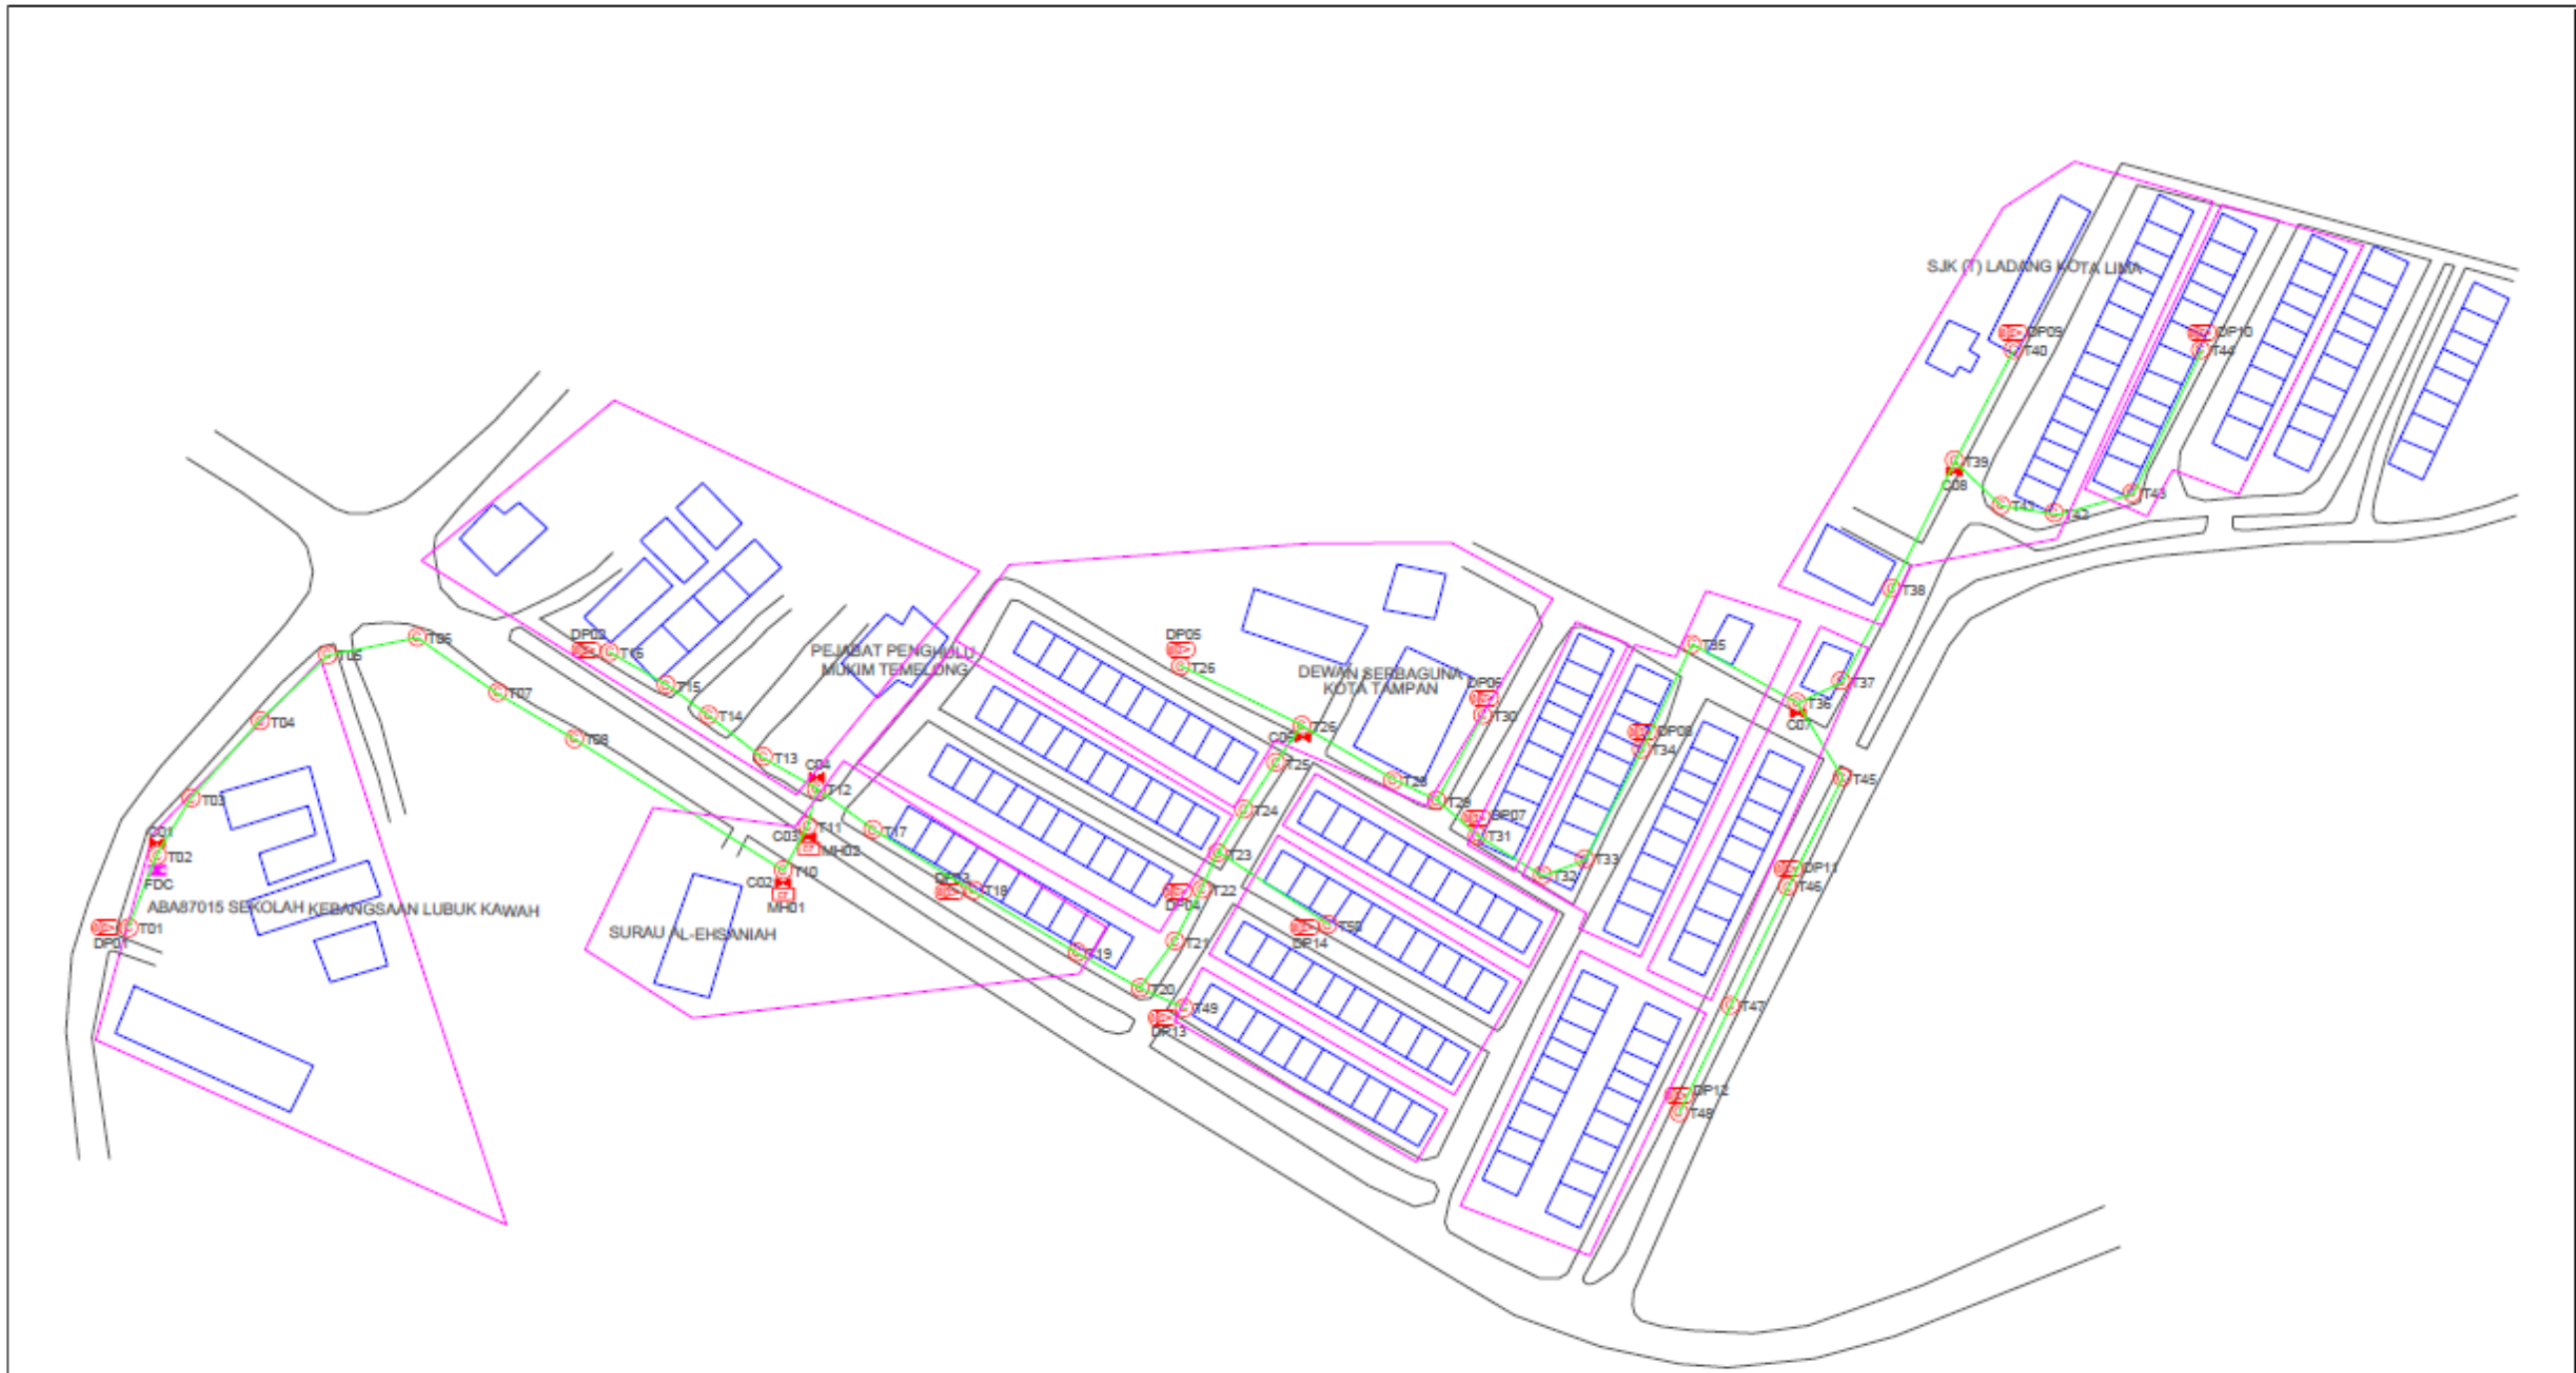 SJK (T) LADANG KOTA LIMA
DP09
T40
DP10
T44
T39
C08
T41
T42
T43
T38
T05
T06
T07
T08
T04
T03
C01
T02
FDC
T01
DP01
ABA87015 SEKOLAH KEBANGSAAN LUBUK KAWAH
DP02
T16
T15
T14
T13
PEJABAT PENGHULU
MUKIM TEMELONG
C04
T12
T11
C03
MH02
T10
C02
MH01
SURAU AL-EHSANIAH
T17
DP03
T18
T19
T20
T49
DP13
T21
T22
DP04
T23
T24
T25
T26
DP05
T26
DEWAN SERBAGUNA
KOTA TAMPAN
DP06
T30
T28
T29
DP07
T31
T32
T33
DP08
T34
T35
T36
C07
T37
T45
DP11
T46
T47
DP12
T48
T50
DP14